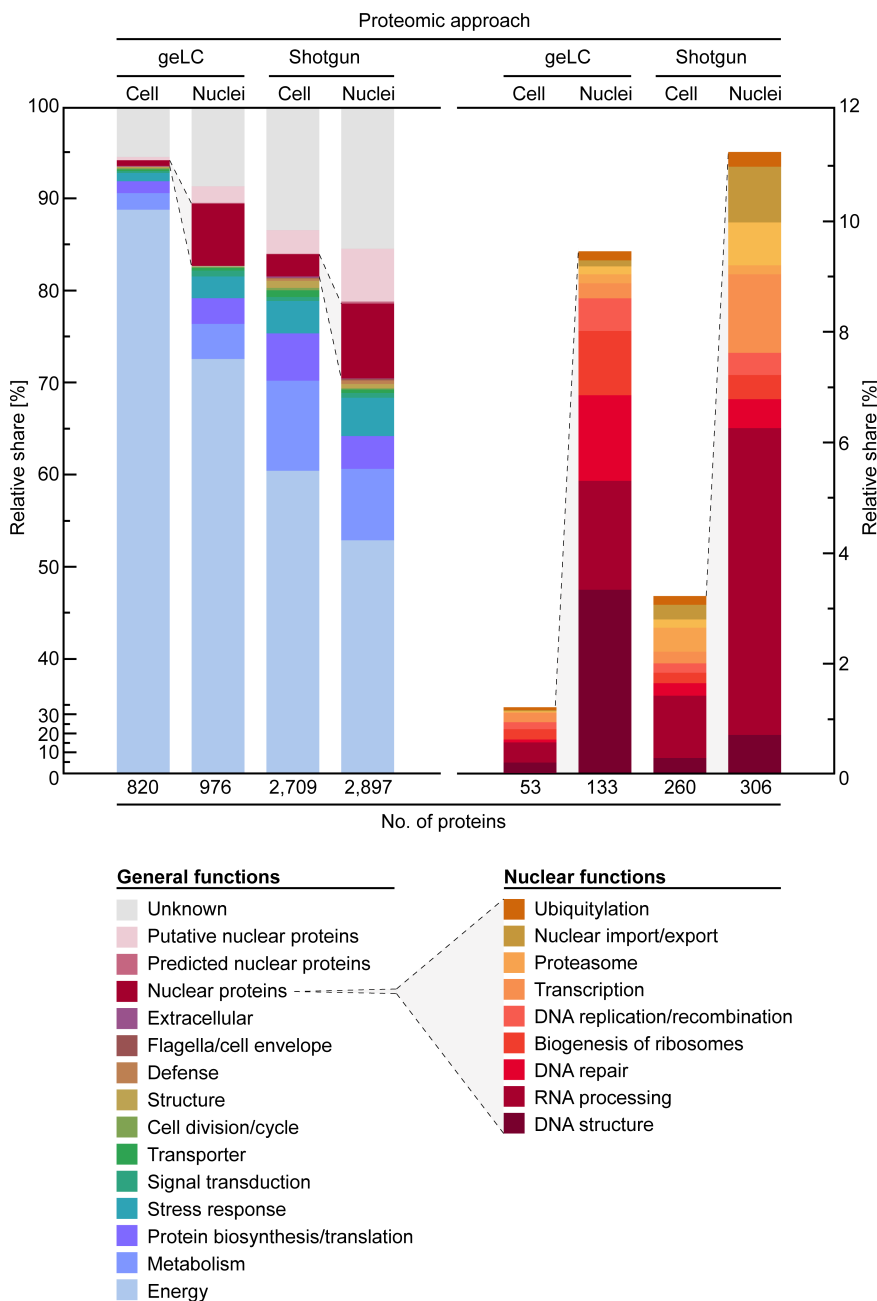 Proteomic approach
geLC Shotgun geLC Shotgun
Cell Nuclei Cell Nuclei Cell Nuclei Cell Nuclei
100
90
80
70
60
50
40
30
20
10
0
Relative share [%]
12
10
8
6
4
2
0
Relative share [%]
820 976 2,709 2,897 53 133 260 306
No. of proteins
General functions
Unknown
Putative nuclear proteins
Predicted nuclear proteins
Nuclear proteins
Extracellular
Flagella/cell envelope
Defense
Structure
Cell division/cycle
Transporter
Signal transduction
Stress response
Protein biosynthesis/translation
Metabolism
Energy
Nuclear functions
Ubiquitylation
Nuclear import/export
Proteasome
Transcription
DNA replication/recombination
Biogenesis of ribosomes
DNA repair
RNA processing
DNA structure